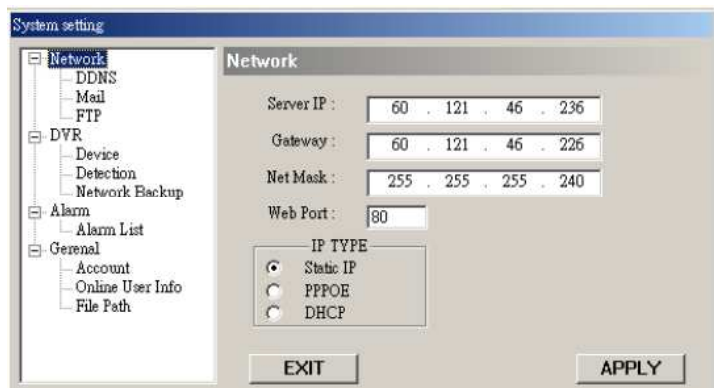 System setting
Network
DDNS
Mail
FTP
DVR
Device
Detection
Network Backup
Alarm
Alarm List
Gerenal
Account
Online User Info
File Path
Network
Server IP : 60 . 121 . 46 . 236
Gateway : 60 . 121 . 46 . 226
Net Mask : 255 . 255 . 255 . 240
Web Port : 80
IP TYPE
Static IP
PPPOE
DHCP
EXIT
APPLY